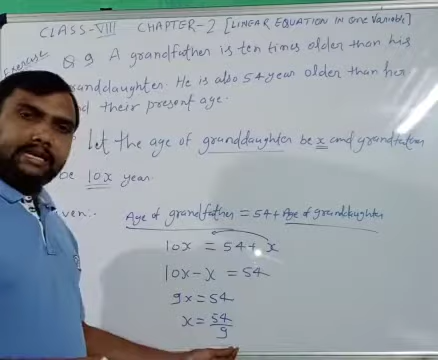 CLASS-VIII CHAPTER-2 [LINEAR EQUATION IN One Variable]
Exercise
Q 9 A grandfather is ten times older than his
granddaughter. He is also 54 year older than her
their present age.
Let the age of granddaughter be x and grandfather
be 10x year.
Age of grandfather = 54 + Age of granddaughter
10x = 54 + x
10x - x = 54
9x = 54
x = 54/9